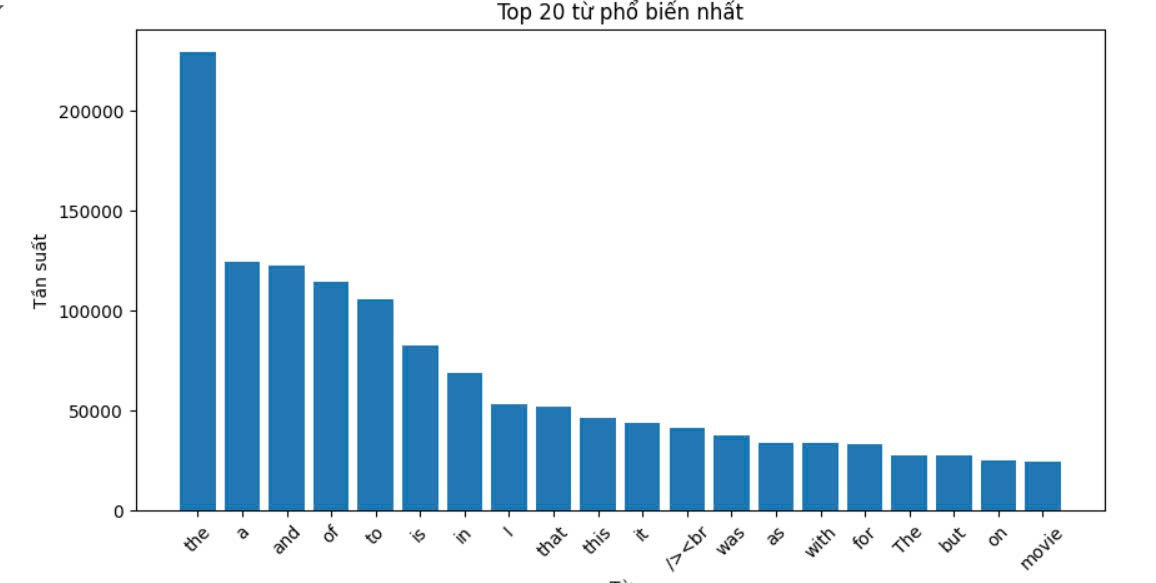 Top 20 từ phổ biến nhất
Tần suất
200000
150000
100000
50000
0
the a and of to is in I that this it /><br was as with for The but on movie